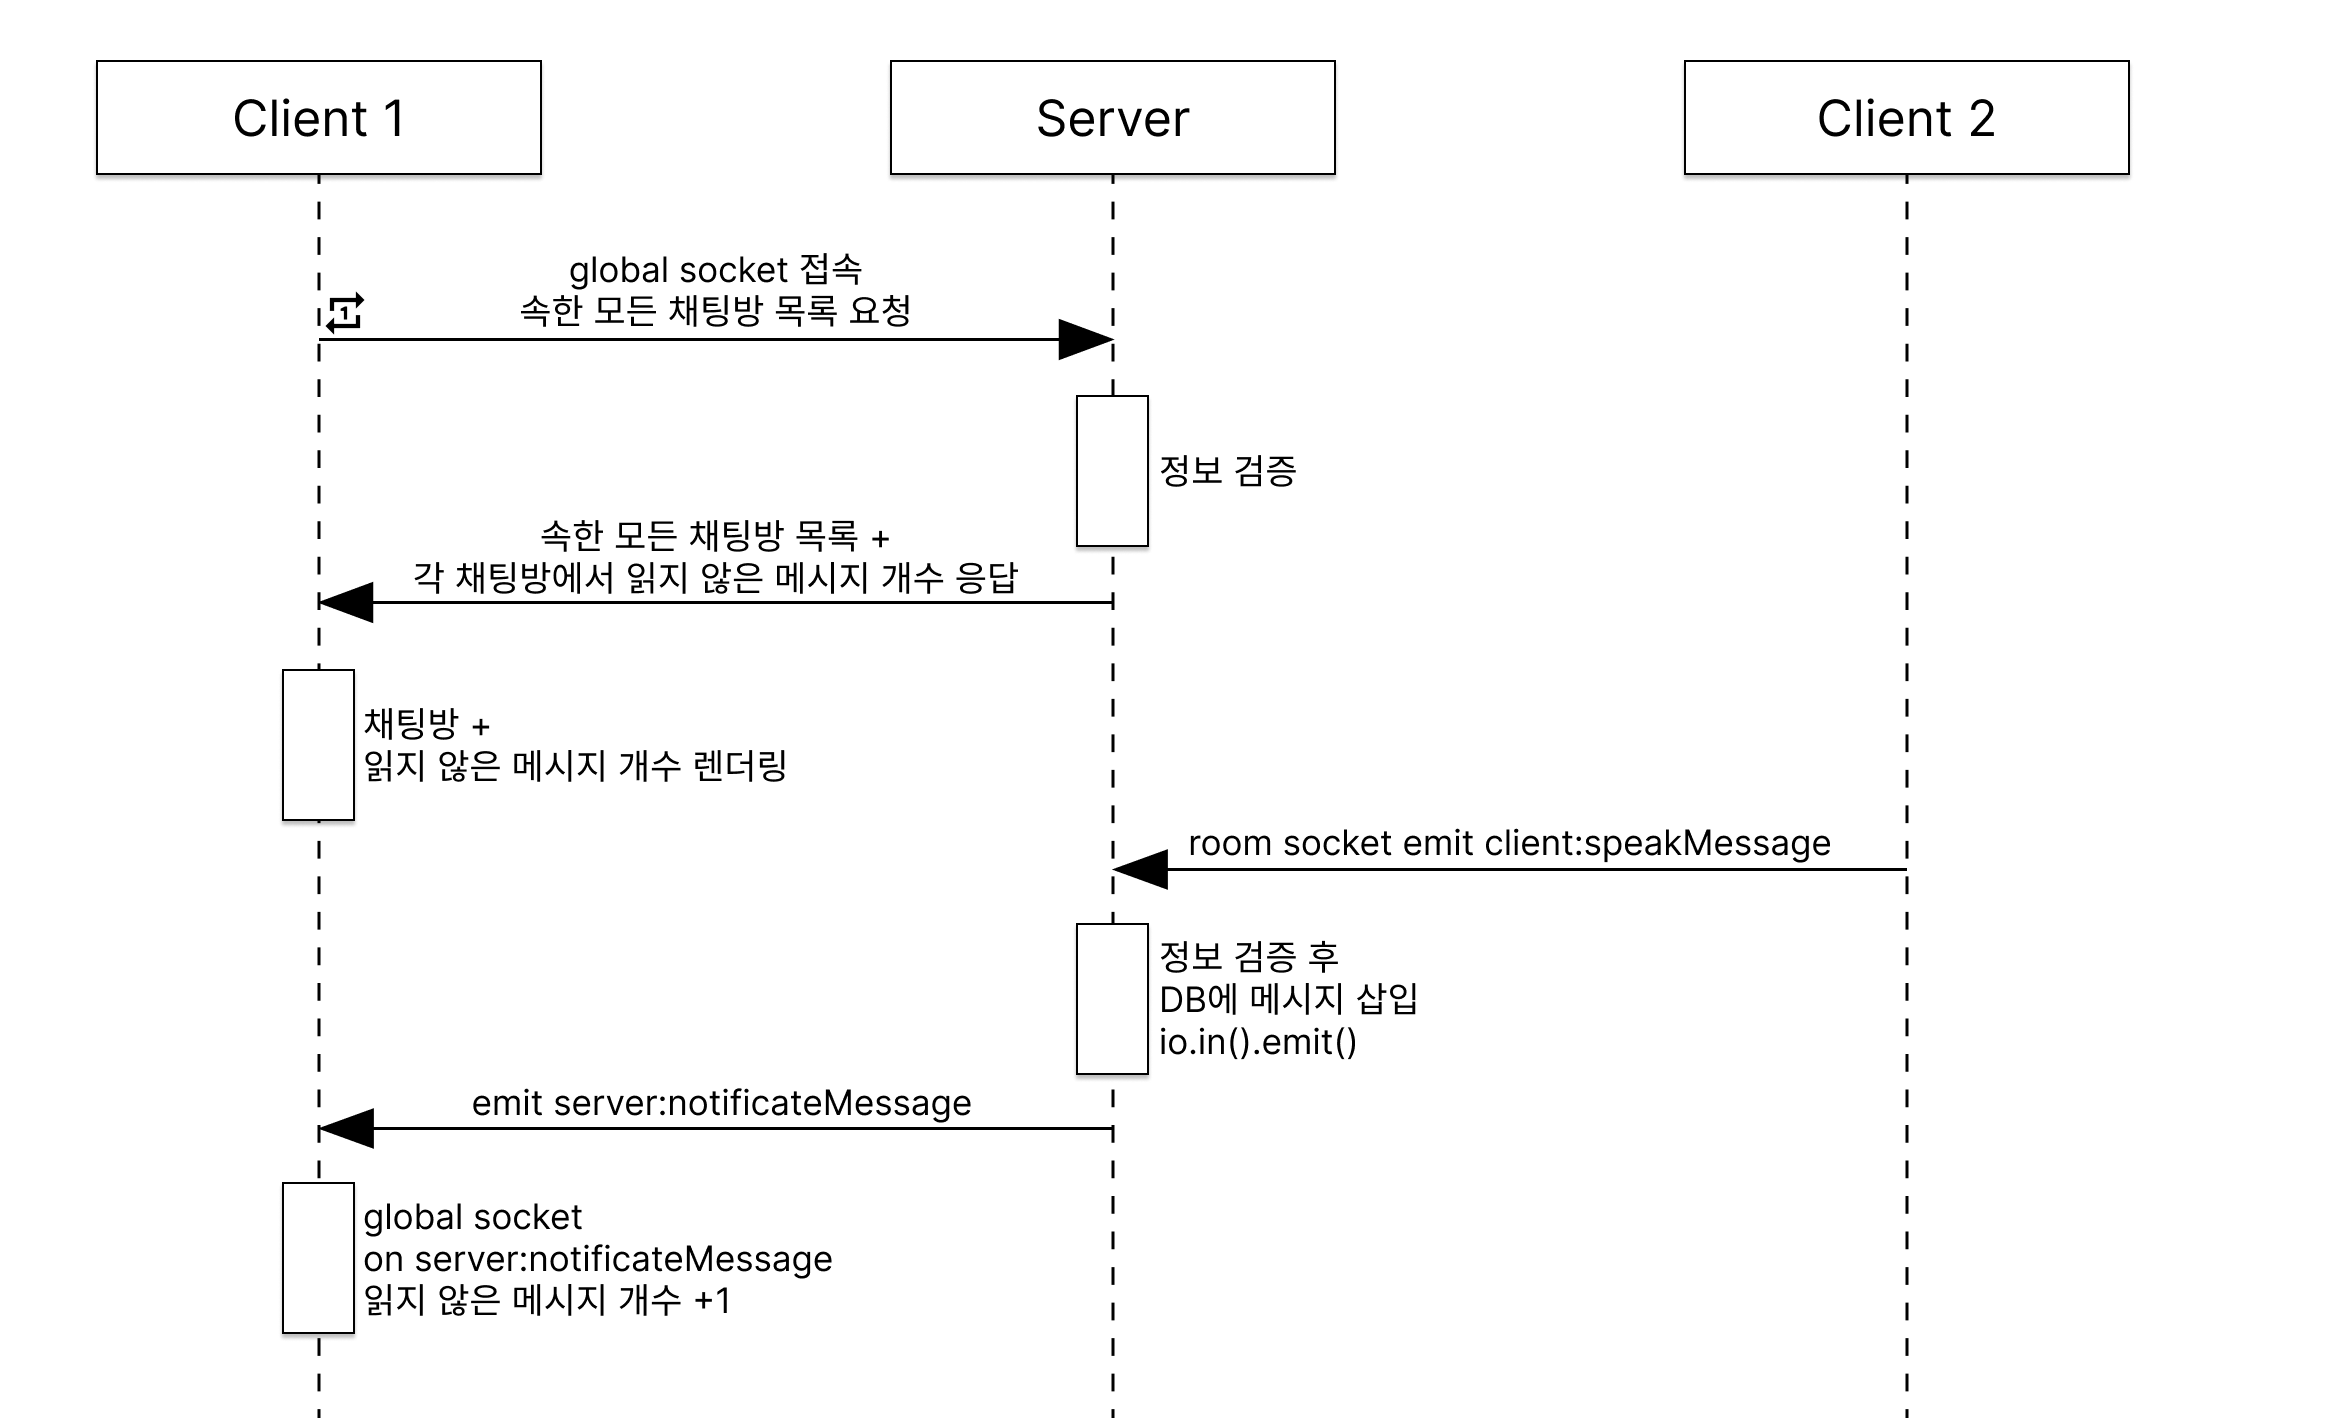 Client 1
Server
Client 2
global socket 접속
속한 모든 채팅방 목록 요청
1
정보 검증
속한 모든 채팅방 목록 +
각 채팅방에서 읽지 않은 메시지 개수 응답
채팅방 +
읽지 않은 메시지 개수 렌더링
room socket emit client:speakMessage
정보 검증 후
DB에 메시지 삽입
io.in().emit()
emit server:notificateMessage
global socket
on server:notificateMessage
읽지 않은 메시지 개수 +1